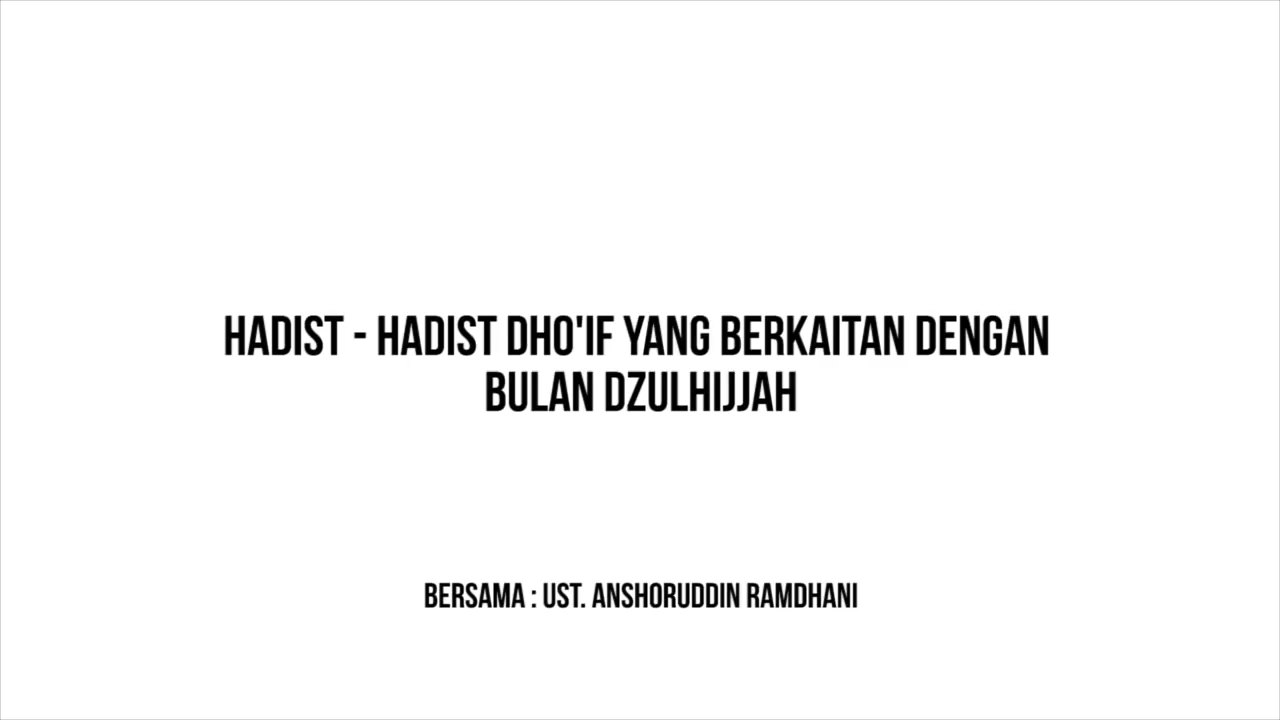 HADIST - HADIST DHO'IF YANG BERKAITAN DENGAN
BULAN DZULHIJJAH
BERSAMA : UST. ANSHORUDDIN RAMDHANI